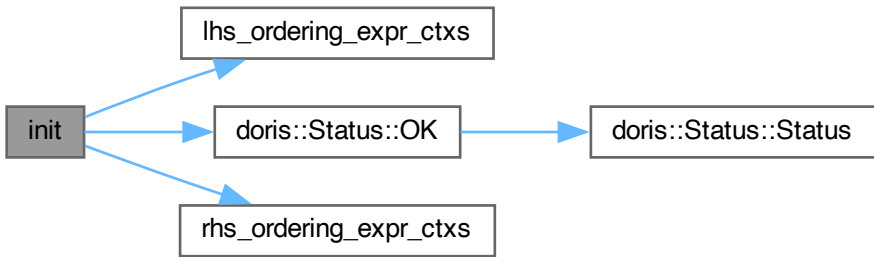 lhs_ordering_expr_ctxs
init
doris::Status::OK
doris::Status::Status
rhs_ordering_expr_ctxs